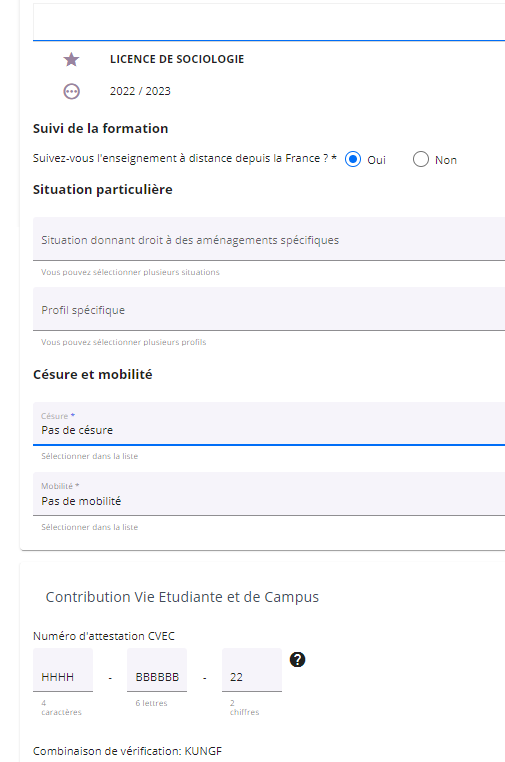 LICENCE DE SOCIOLOGIE
2022 / 2023
Suivi de la formation
Suivez-vous l'enseignement à distance depuis la France ? * Oui Non
Situation particulière
Situation donnant droit à des aménagements spécifiques
Vous pouvez sélectionner plusieurs situations
Profil spécifique
Vous pouvez sélectionner plusieurs profils
Césure et mobilité
Césure *
Pas de césure
Sélectionner dans la liste
Mobilité *
Pas de mobilité
Sélectionner dans la liste
Contribution Vie Etudiante et de Campus
Numéro d'attestation CVEC
HHHH - BBBBBB - 22 ?
4 caractères 6 lettres 2 chiffres
Combinaison de vérification: KUNGF